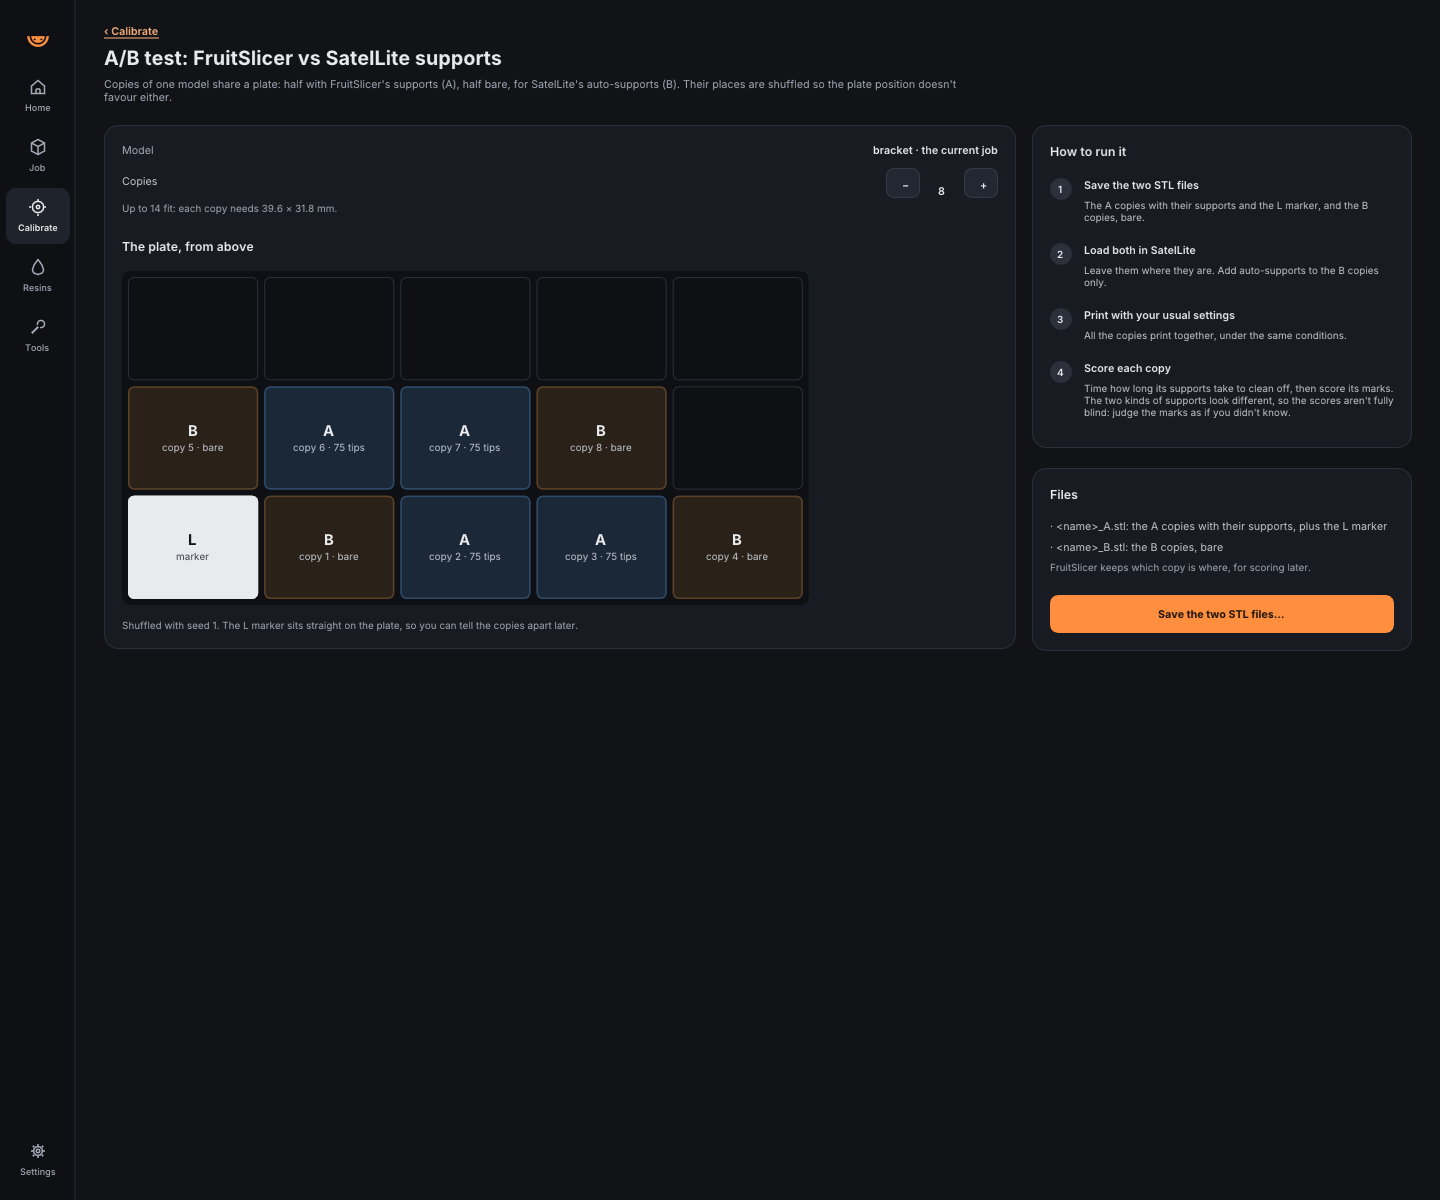 Home
Job
Calibrate
Resins
Tools
Settings
‹ Calibrate
A/B test: FruitSlicer vs SatelLite supports
Copies of one model share a plate: half with FruitSlicer's supports (A), half bare, for SatelLite's auto-supports (B). Their places are shuffled so the plate position doesn't
favour either.
Model
bracket · the current job
Copies
− 8 +
Up to 14 fit: each copy needs 39.6 × 31.8 mm.
The plate, from above
B A A B
copy 5 · bare copy 6 · 75 tips copy 7 · 75 tips copy 8 · bare
L B A A B
marker copy 1 · bare copy 2 · 75 tips copy 3 · 75 tips copy 4 · bare
Shuffled with seed 1. The L marker sits straight on the plate, so you can tell the copies apart later.
How to run it
1 Save the two STL files
The A copies with their supports and the L marker, and the B
copies, bare.
2 Load both in SatelLite
Leave them where they are. Add auto-supports to the B copies
only.
3 Print with your usual settings
All the copies print together, under the same conditions.
4 Score each copy
Time how long its supports take to clean off, then score its marks.
The two kinds of supports look different, so the scores aren't fully
blind: judge the marks as if you didn't know.
Files
· <name>_A.stl: the A copies with their supports, plus the L marker
· <name>_B.stl: the B copies, bare
FruitSlicer keeps which copy is where, for scoring later.
Save the two STL files...